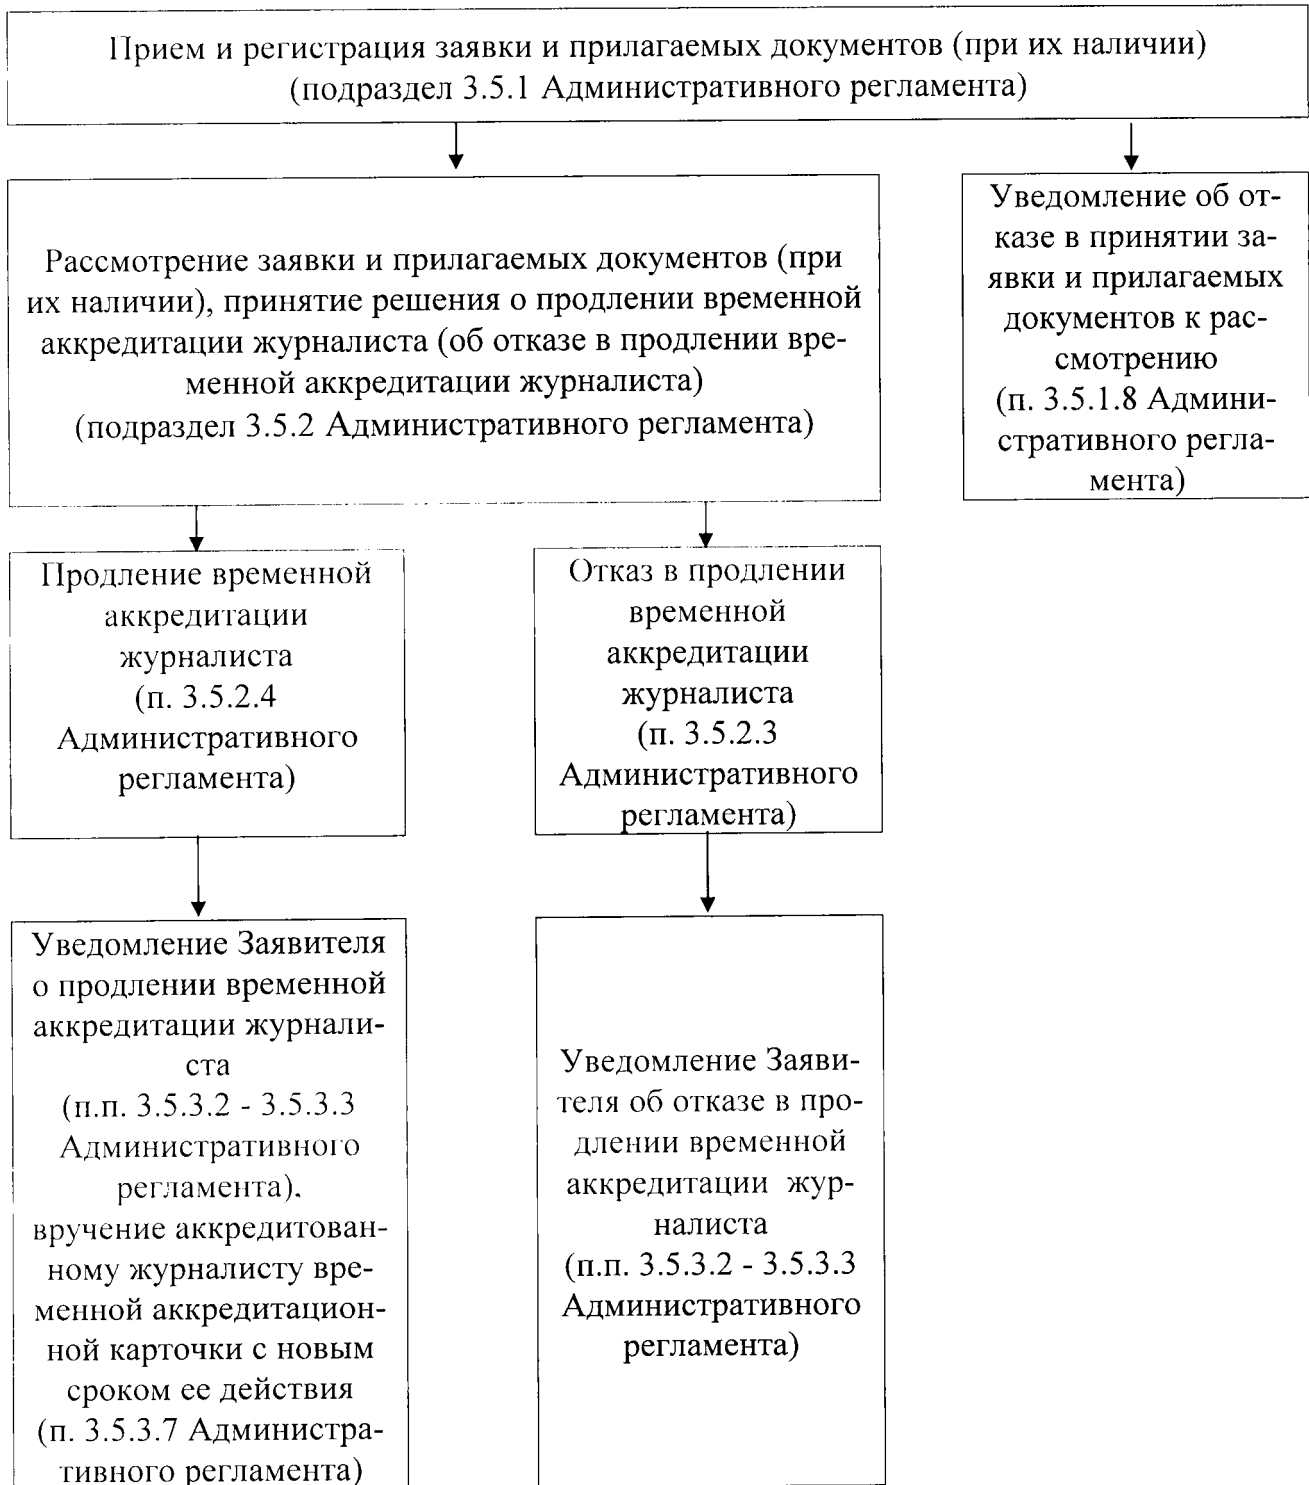 Прием и регистрация заявки и прилагаемых документов (при их наличии)
(подраздел 3.5.1 Административного регламента)
Рассмотрение заявки и прилагаемых документов (при
их наличии), принятие решения о продлении временной
аккредитации журналиста (об отказе в продлении вре-
менной аккредитации журналиста)
(подраздел 3.5.2 Административного регламента)
Уведомление об от-
казе в принятии за-
явки и прилагаемых
документов к рас-
смотрению
(п. 3.5.1.8 Админи-
стративного регла-
мента)
Продление временной
аккредитации
журналиста
(п. 3.5.2.4
Административного
регламента)
Отказ в продлении
временной
аккредитации
журналиста
(п. 3.5.2.3
Административного
регламента)
Уведомление Заявителя
о продлении временной
аккредитации журнали-
ста
(п.п. 3.5.3.2 - 3.5.3.3
Административного
регламента),
вручение аккредитован-
ному журналисту вре-
менной аккредитацион-
ной карточки с новым
сроком ее действия
(п. 3.5.3.7 Администра-
тивного регламента)
Уведомление Заяви-
теля об отказе в про-
длении временной
аккредитации жур-
налиста
(п.п. 3.5.3.2 - 3.5.3.3
Административного
регламента)